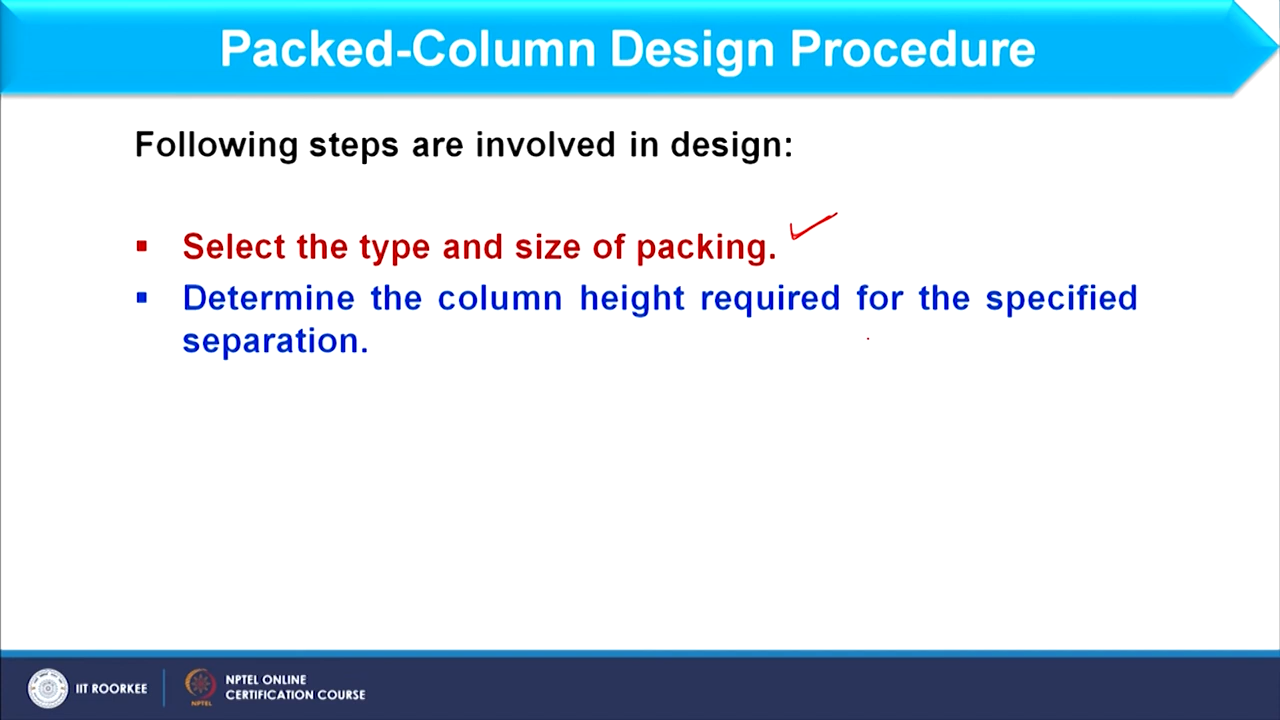 Packed-Column Design Procedure
Following steps are involved in design:
▪ Select the type and size of packing.
▪ Determine the column height required for the specified
separation.
IIT ROORKEE
NPTEL
NPTEL ONLINE
CERTIFICATION COURSE